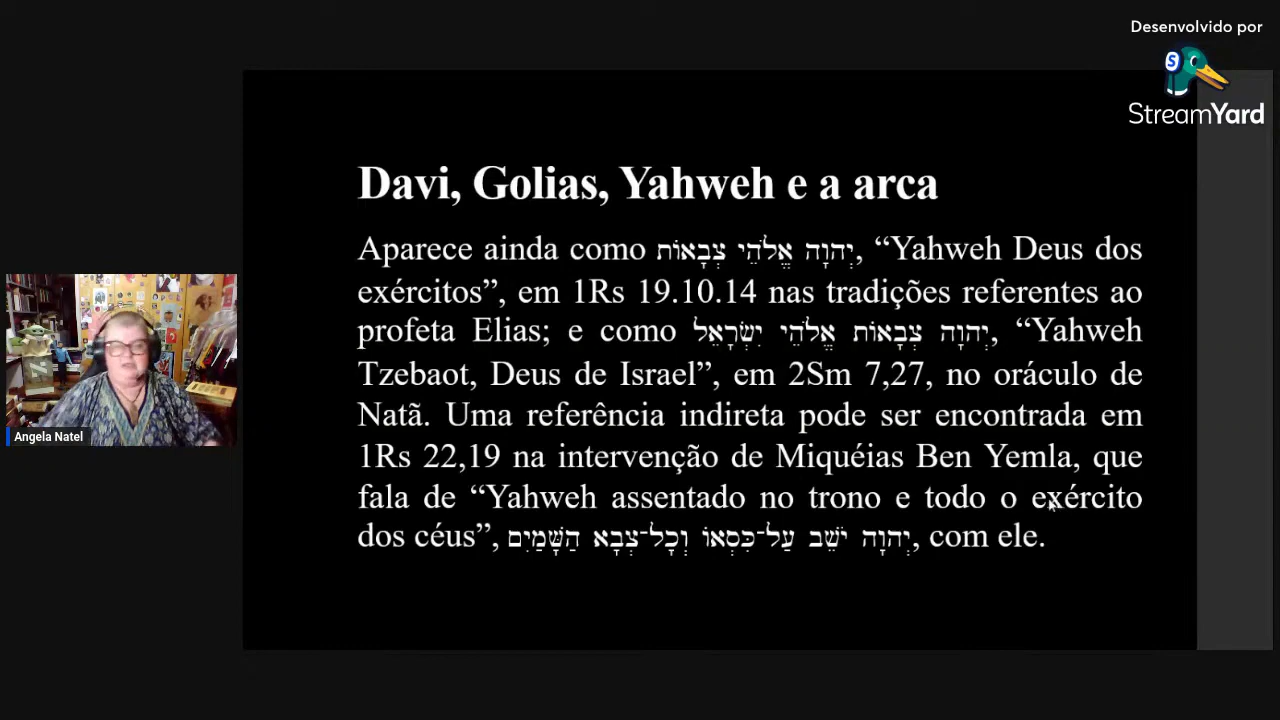 Desenvolvido por
StreamYard
Davi, Golias, Yahweh e a arca
Aparece ainda como יְהוָה אֱלֹהֵי צְבָאוֹת, “Yahweh Deus dos
exércitos”, em 1Rs 19.10.14 nas tradições referentes ao
profeta Elias; e como יְהוָה צְבָאוֹת אֱלֹהֵי יִשְׂרָאֵל, “Yahweh
Tzebaot, Deus de Israel”, em 2Sm 7,27, no oráculo de
Natã. Uma referência indireta pode ser encontrada em
1Rs 22,19 na intervenção de Miquéias Ben Yemla, que
fala de “Yahweh assentado no trono e todo o exército
dos céus”, יְהוָה יֹשֵׁב עַל־כִּסְאוֹ וְכָל־צְבָא הַשָּׁמַיִם, com ele.
Angela Natel